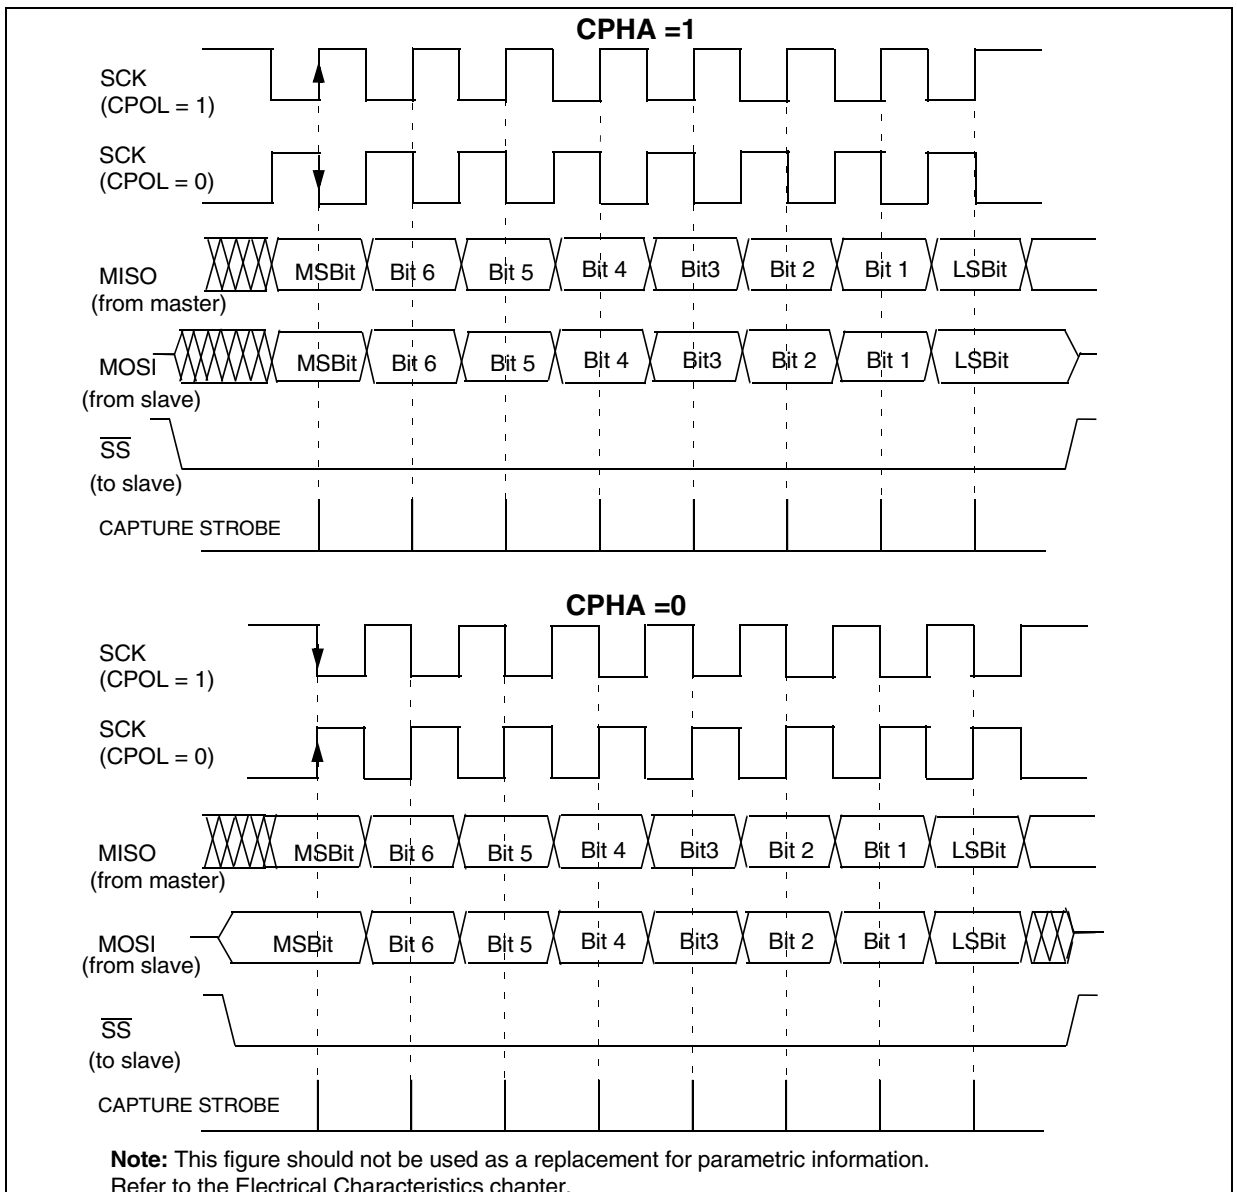 CPHA =1
SCK
(CPOL = 1)
SCK
(CPOL = 0)
MISO
(from master)
MSBit Bit 6 Bit 5 Bit 4 Bit3 Bit 2 Bit 1 LSBit
MOSI
(from slave)
MSBit Bit 6 Bit 5 Bit 4 Bit3 Bit 2 Bit 1 LSBit
SS
(to slave)
CAPTURE STROBE
CPHA =0
SCK
(CPOL = 1)
SCK
(CPOL = 0)
MISO
(from master)
MSBit Bit 6 Bit 5 Bit 4 Bit3 Bit 2 Bit 1 LSBit
MOSI
(from slave)
MSBit Bit 6 Bit 5 Bit 4 Bit3 Bit 2 Bit 1 LSBit
SS
(to slave)
CAPTURE STROBE
Note: This figure should not be used as a replacement for parametric information.
Refer to the Electrical Characteristics chapter.